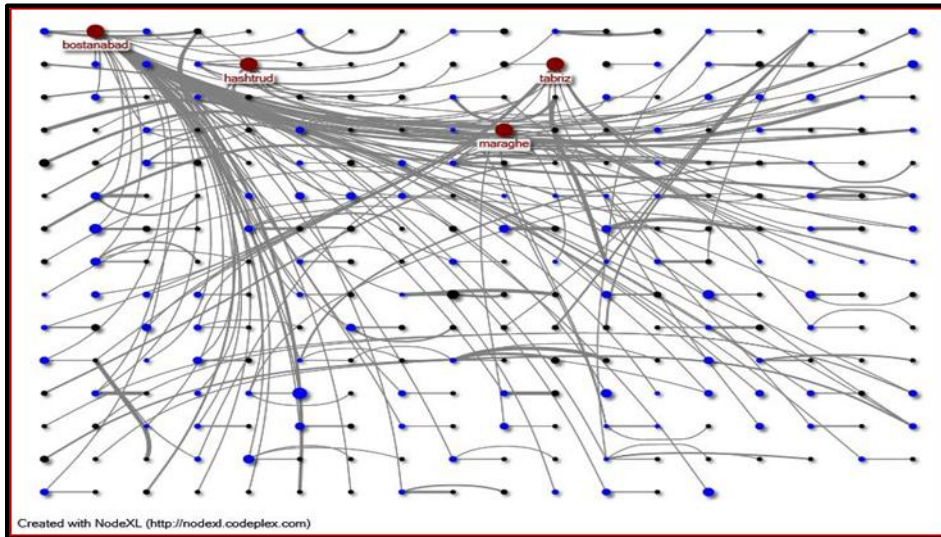 bostanabad
hashtrud
tabriz
maraghe
Created with NodeXL (http://nodexl.codeplex.com)